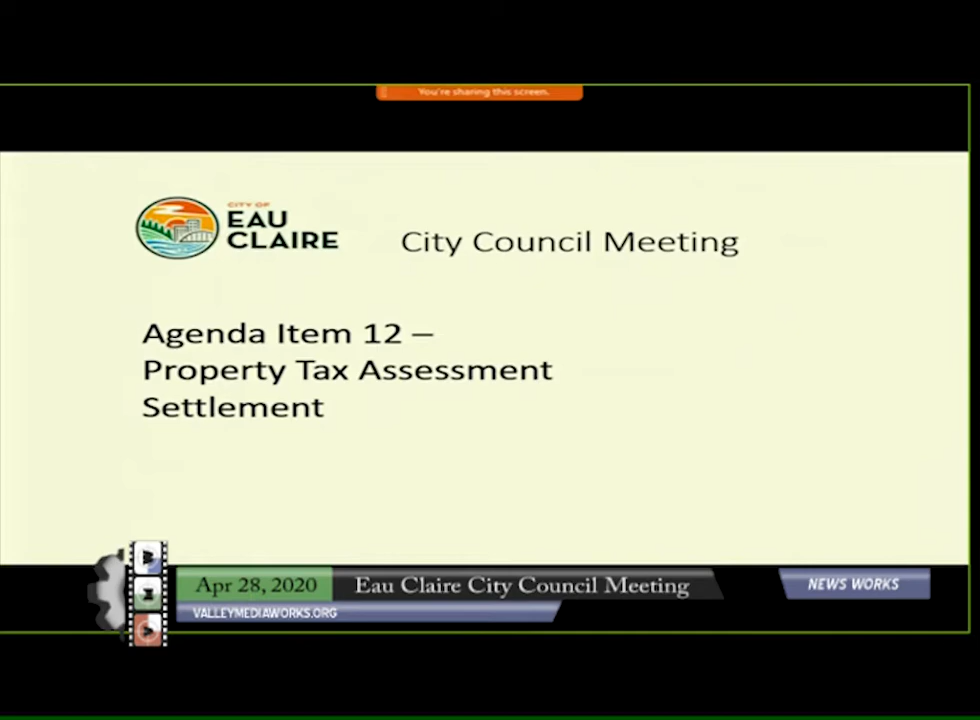 You're sharing this screen.
CITY OF
EAU
CLAIRE
City Council Meeting
Agenda Item 12 –
Property Tax Assessment
Settlement
Apr 28, 2020
Eau Claire City Council Meeting
NEWS WORKS
VALLEYMEDIAWORKS.ORG